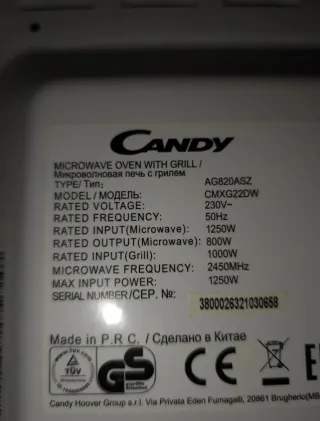 CANDY
MICROWAVE OVEN WITH GRILL /
Микроволновая печь с грилем
TYPE/ Тип: AG820ASZ
MODEL / МОДЕЛЬ: CMXG22DW
RATED VOLTAGE: 230V~
RATED FREQUENCY: 50Hz
RATED INPUT(Microwave): 1250W
RATED OUTPUT(Microwave): 800W
RATED INPUT(Grill): 1000W
MICROWAVE FREQUENCY: 2450MHz
MAX INPUT POWER: 1250W
SERIAL NUMBER/СЕР. №: 3800026321030658
Made in P.R.C. / Сделано в Китае
TÜV
GS
CE
Candy Hoover Group s.r.l. Via Privata Eden Fumagalli, 20861 Brugherio(MB